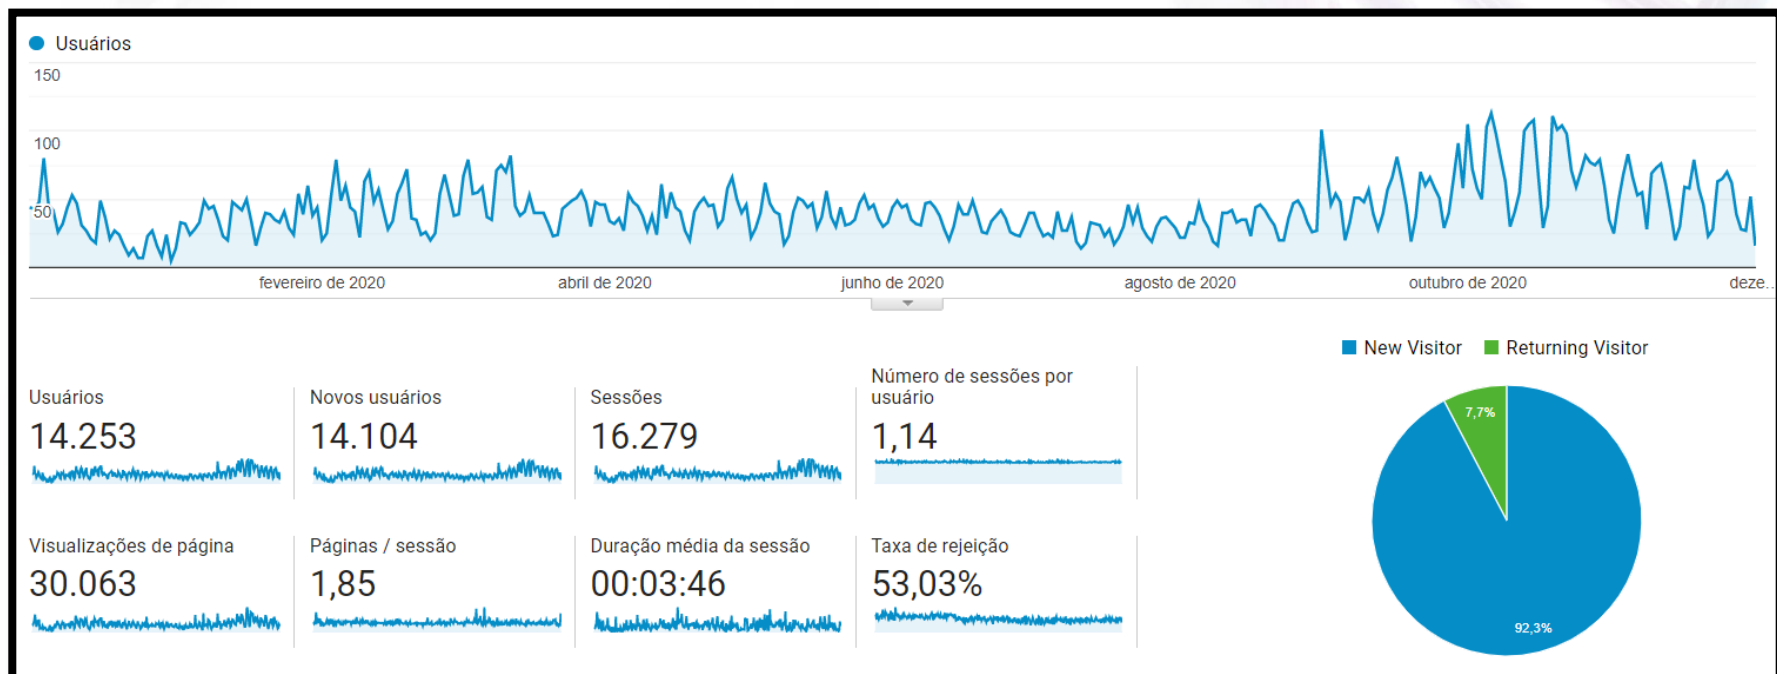 Usuários
150
100
50
fevereiro de 2020
abril de 2020
junho de 2020
agosto de 2020
outubro de 2020
deze...
New Visitor
Returning Visitor
Usuários
14.253
Novos usuários
14.104
Sessões
16.279
Número de sessões por
usuário
1,14
Visualizações de página
30.063
Páginas / sessão
1,85
Duração média da sessão
00:03:46
Taxa de rejeição
53,03%
7,7%
92,3%